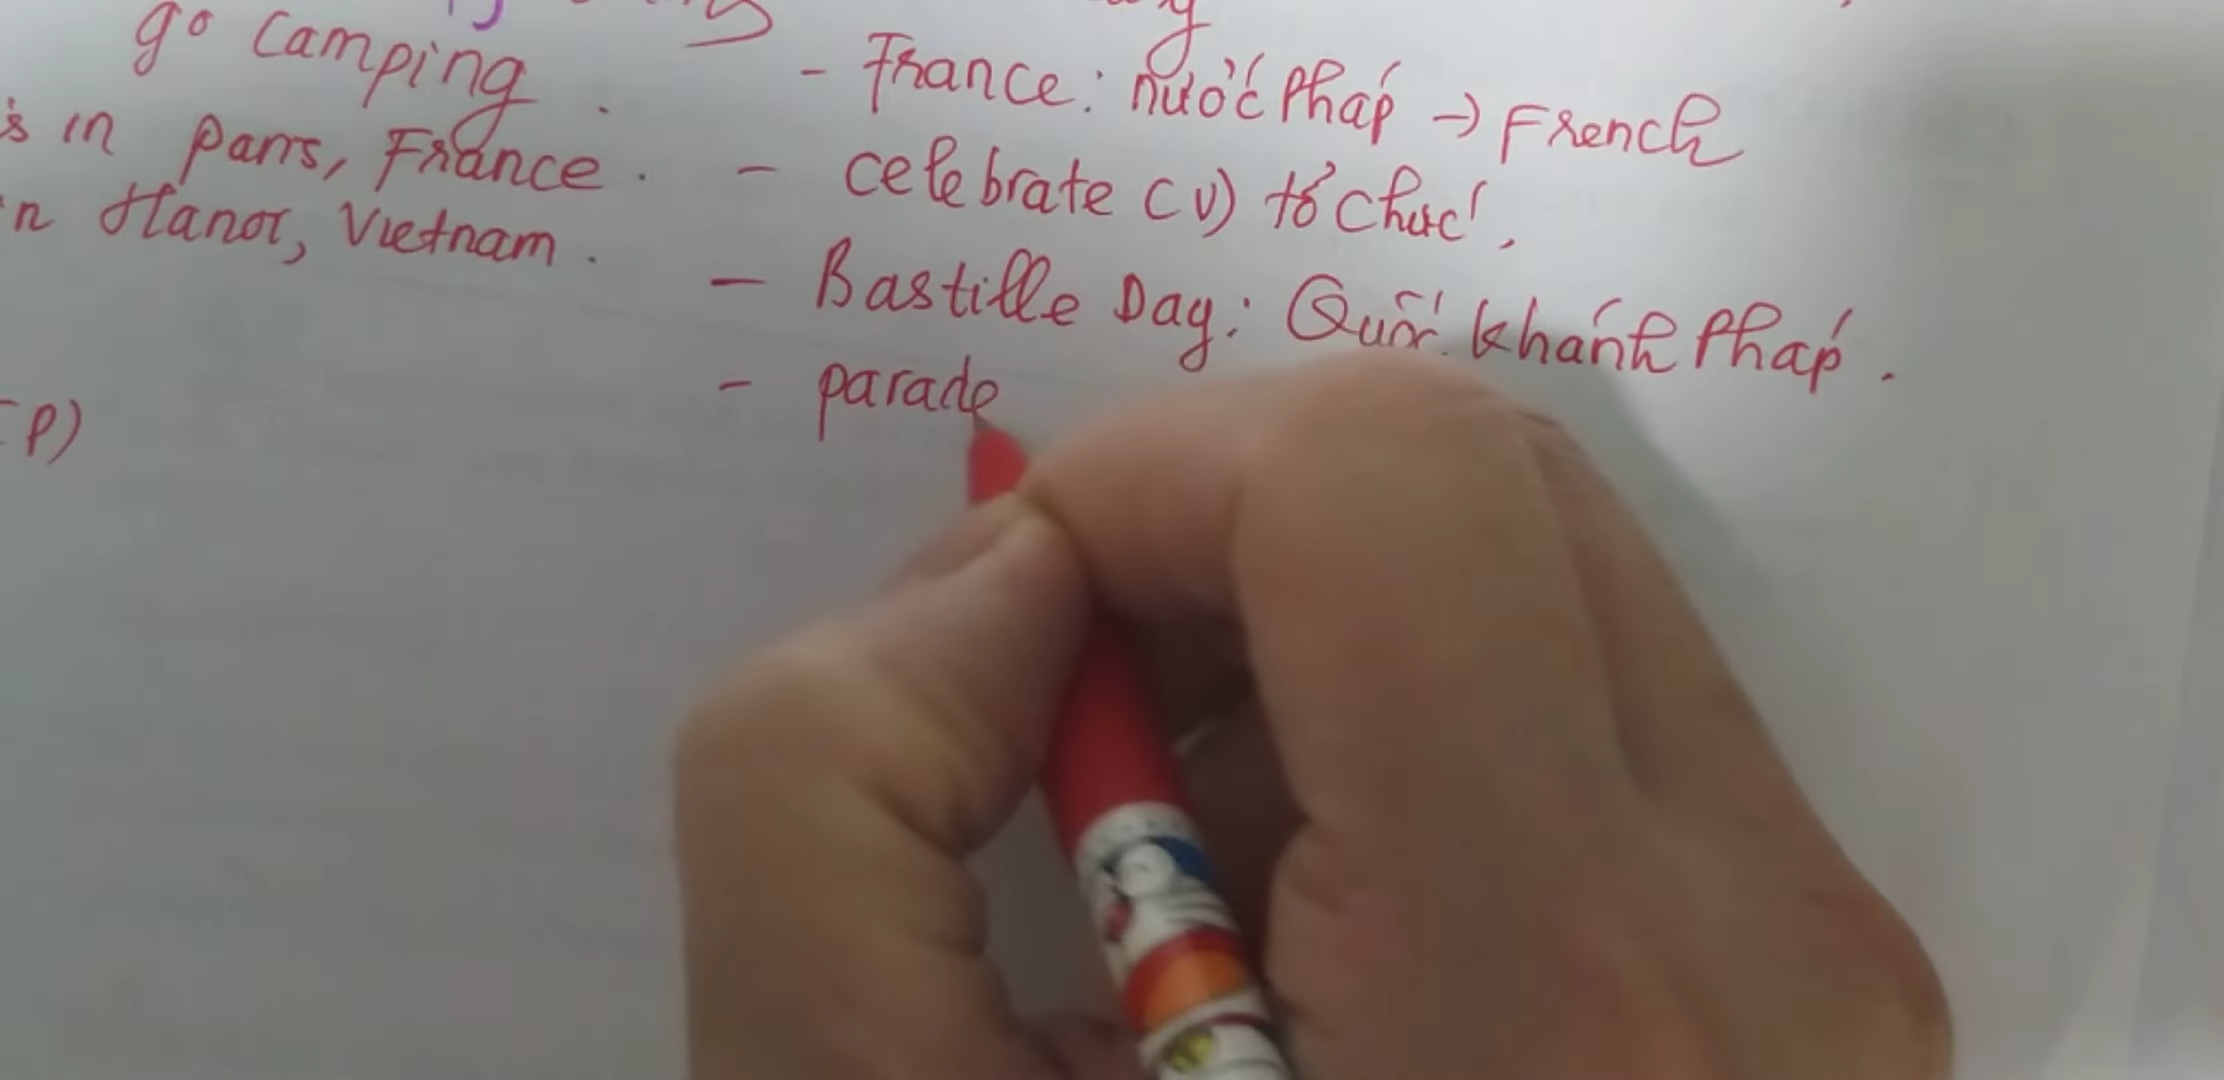 go camping.
in Paris, France.
Hanoi, Vietnam.
- France: nước Pháp → French
- celebrate (v) tổ chức.
- Bastille Day: Quốc khánh Pháp.
- parade